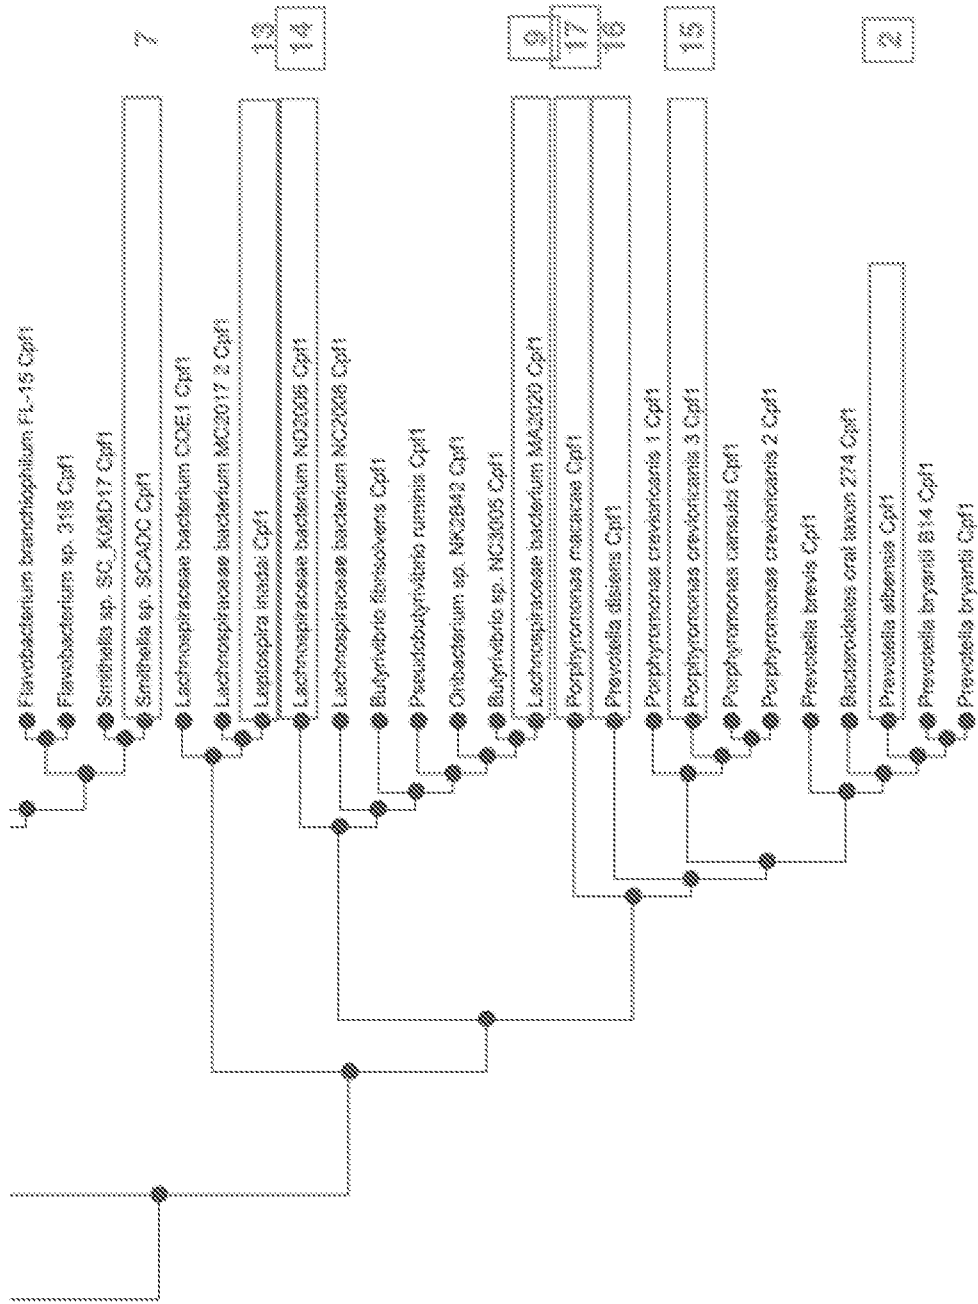 Flavobacterium branchiophilum FL-15 Cpf1
Flavobacterium sp. 316 Cpf1
Smithella sp. SC_K08D17 Cpf1
Smithella sp. SCADC Cpf1
7
Lachnospiraceae bacterium COE1 Cpf1
Lachnospiraceae bacterium MC2017 2 Cpf1
Leptospira inadai Cpf1
13
Lachnospiraceae bacterium ND2006 Cpf1
14
Lachnospiraceae bacterium NC2008 Cpf1
Butyrivibrio fibrisolvens Cpf1
Pseudobutyrivibrio ruminis Cpf1
Oribacterium sp. NK2B42 Cpf1
Butyrivibrio sp. NC3005 Cpf1
Lachnospiraceae bacterium MA2020 Cpf1
9
Porphyromonas macacae Cpf1
17
Prevotella disiens Cpf1
16
Porphyromonas crevioricanis 1 Cpf1
Porphyromonas crevioricanis 3 Cpf1
15
Porphyromonas cansulci Cpf1
Porphyromonas crevioricanis 2 Cpf1
Prevotella brevis Cpf1
Bacteroidetes oral taxon 274 Cpf1
Prevotella albensis Cpf1
2
Prevotella bryantii B14 Cpf1
Prevotella bryantii Cpf1